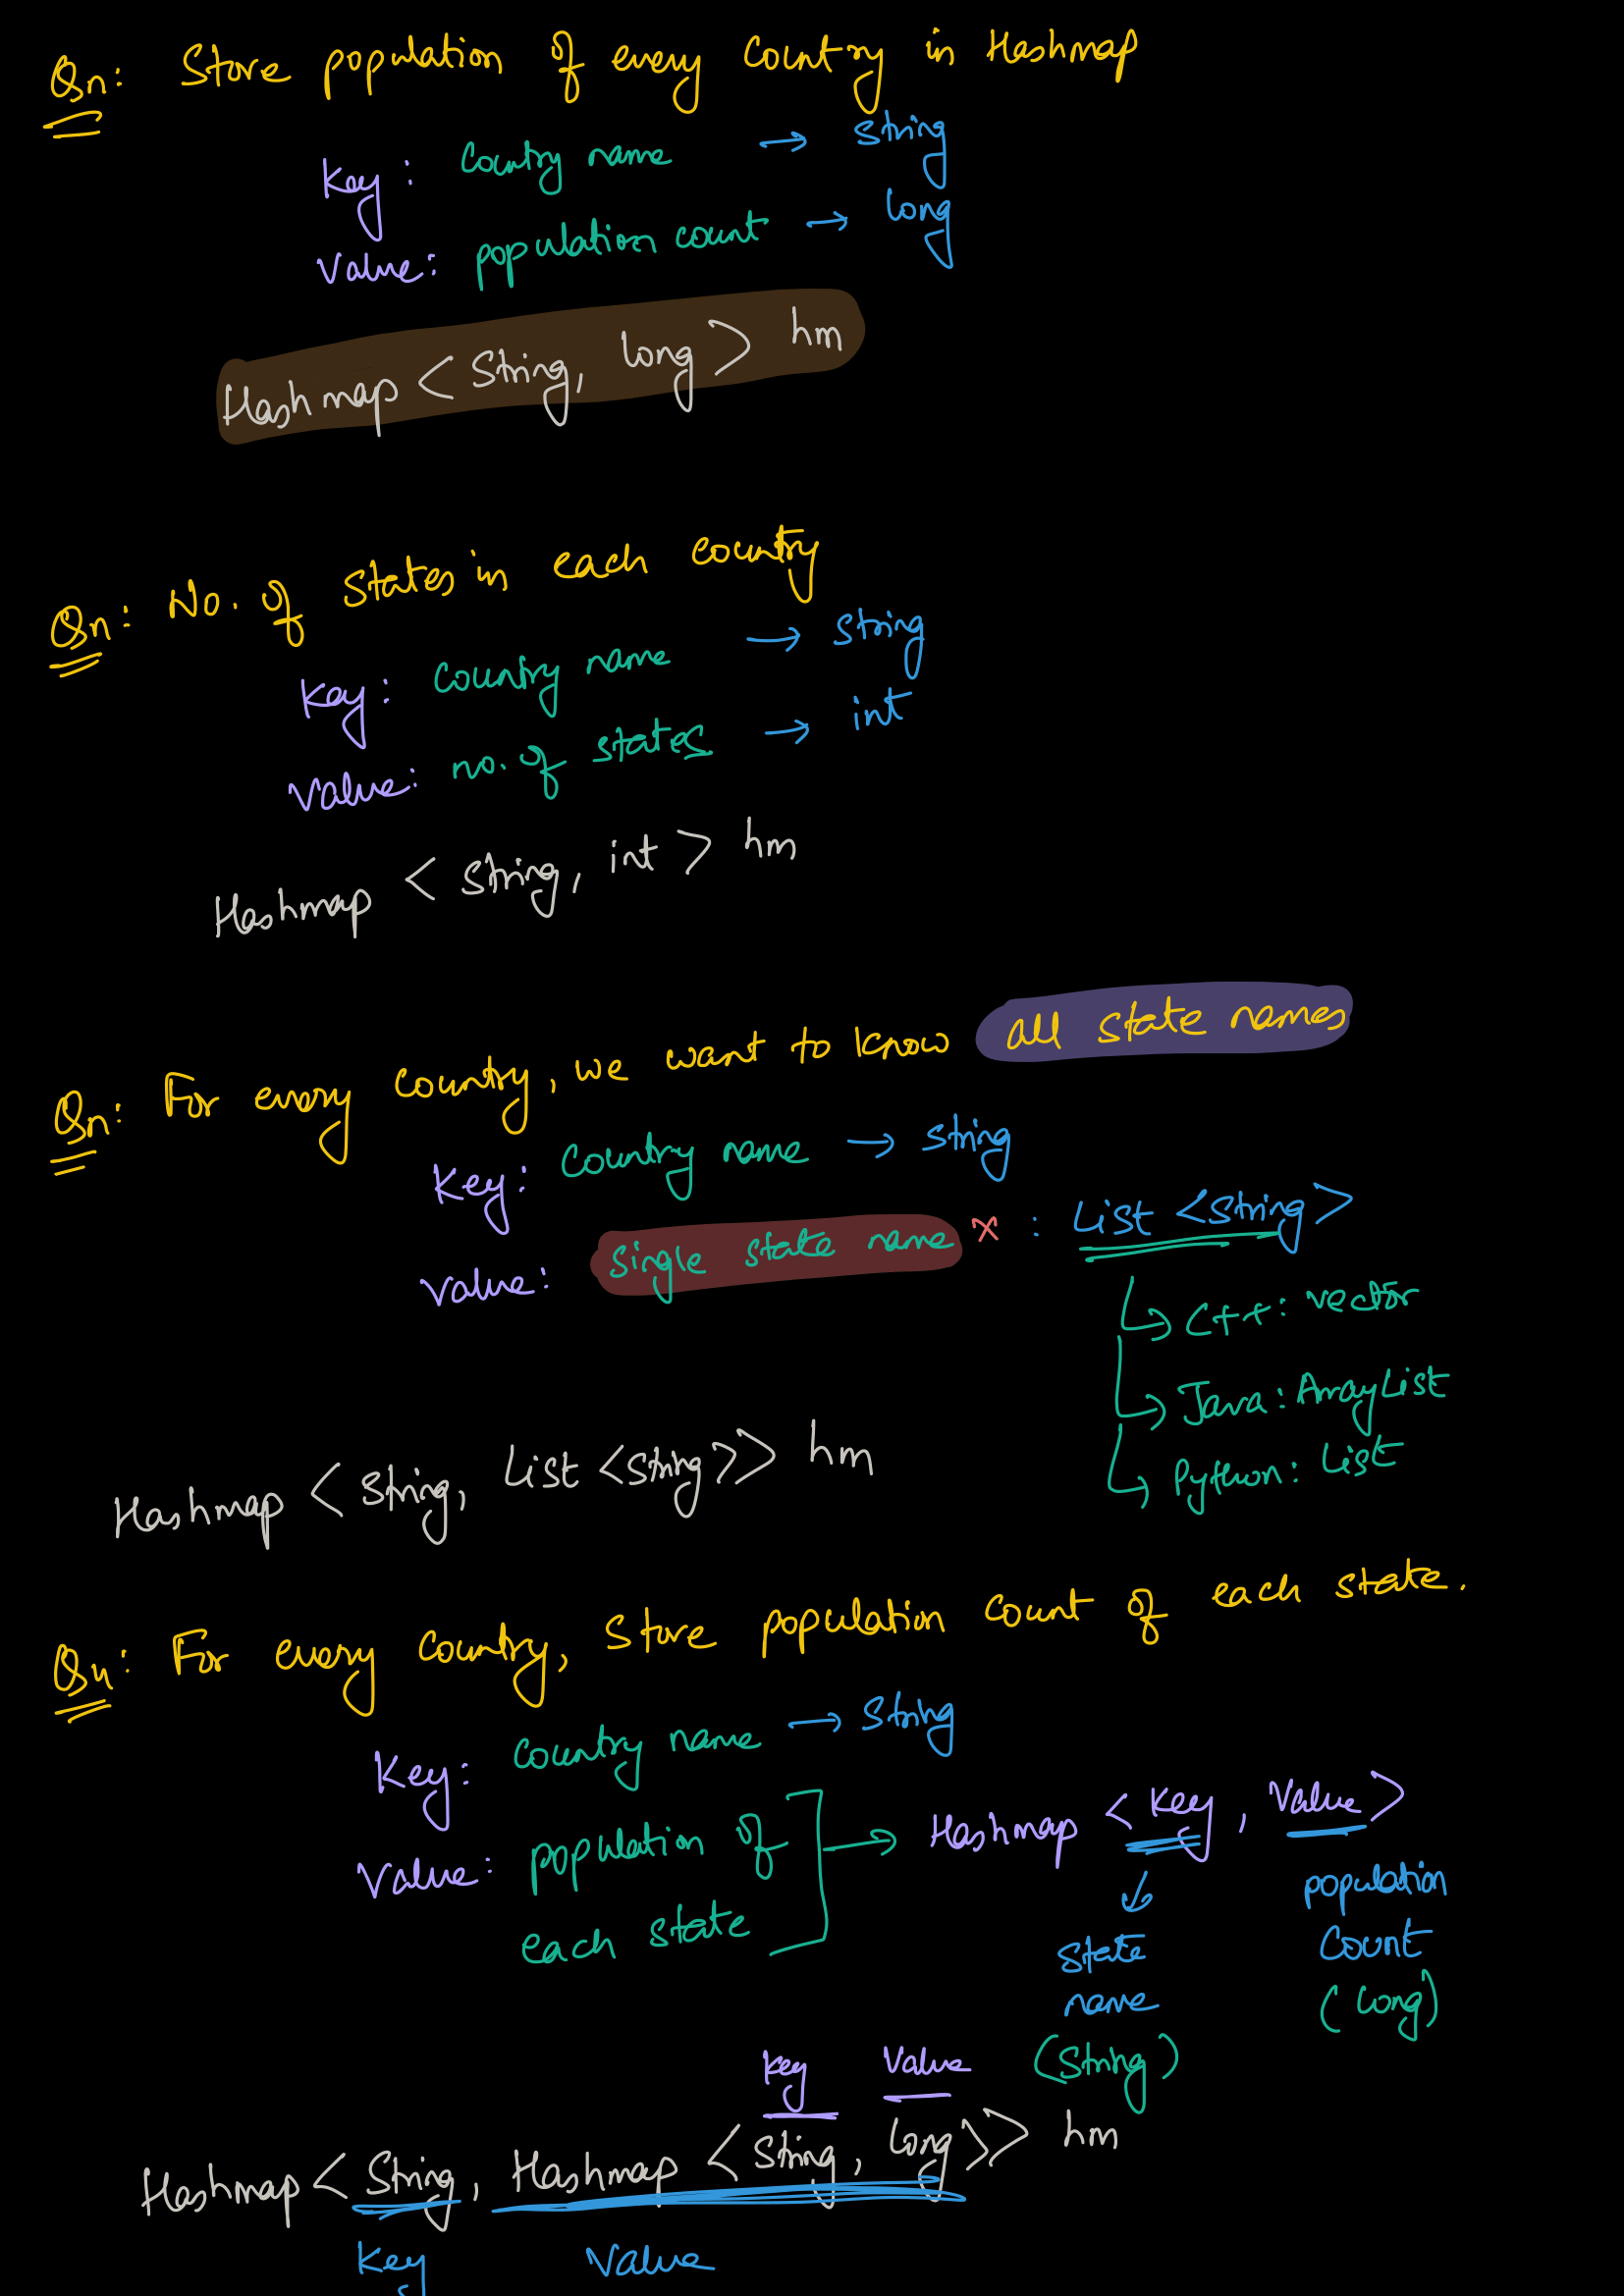 Qn: Store population of every country in Hashmap
Key: Country name → String
Value: population count → long
Hashmap <String, long> hm
Qn: No. of states in each country
Key: Country name → String
Value: no. of states → int
Hashmap <String, int> hm
Qn: For every country, we want to know all state names
Key: Country name → String
Value: single state name x : List <String>
↳ C++: vector
↳ Java: ArrayList
↳ Python: List
Hashmap <String, List <String>> hm
Qn: For every country, store population count of each state.
Key: country name → String
Value: population of each state → Hashmap <Key, Value>
state name (String)
population count (long)
Key Value
Hashmap <String, Hashmap <String, long>> hm
Key Value